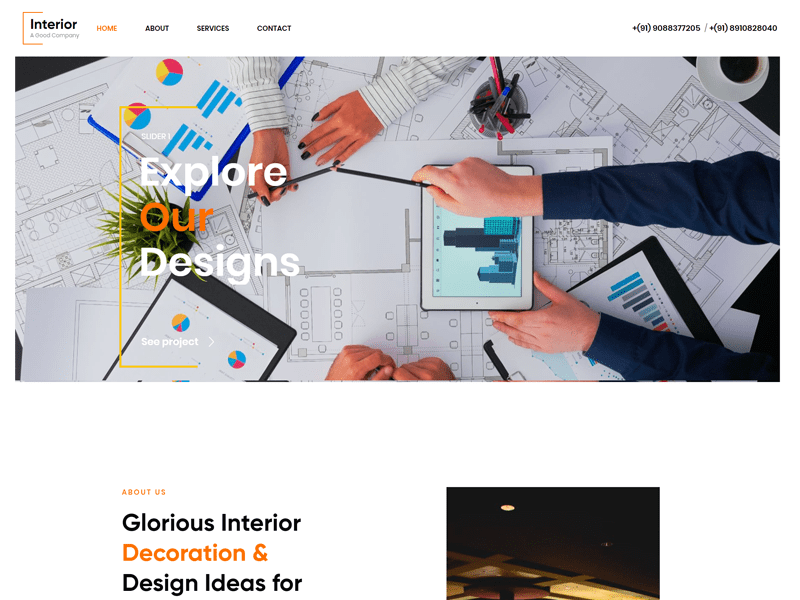 Interior
A Good Company
HOME
ABOUT
SERVICES
CONTACT
+(91) 9088377205 / +(91) 8910828040
SLIDER 1
Explore
Our
Designs
See project
ABOUT US
Glorious Interior
Decoration &
Design Ideas for